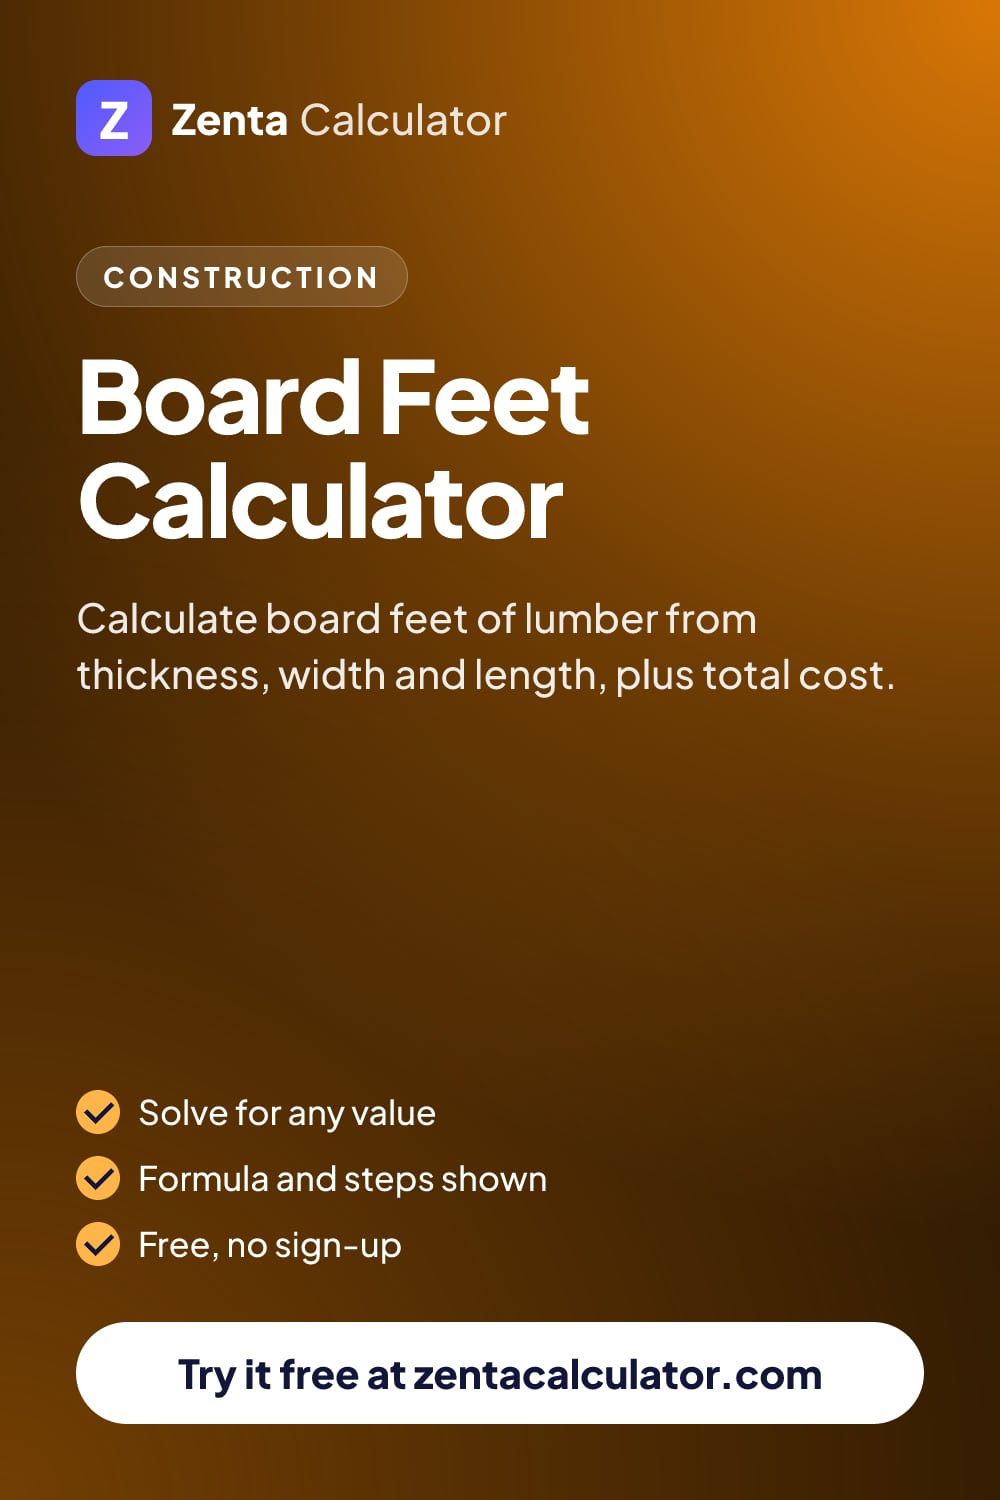 Z
Zenta Calculator
CONSTRUCTION
Board Feet
Calculator
Calculate board feet of lumber from
thickness, width and length, plus total cost.
Solve for any value
Formula and steps shown
Free, no sign-up
Try it free at zentacalculator.com